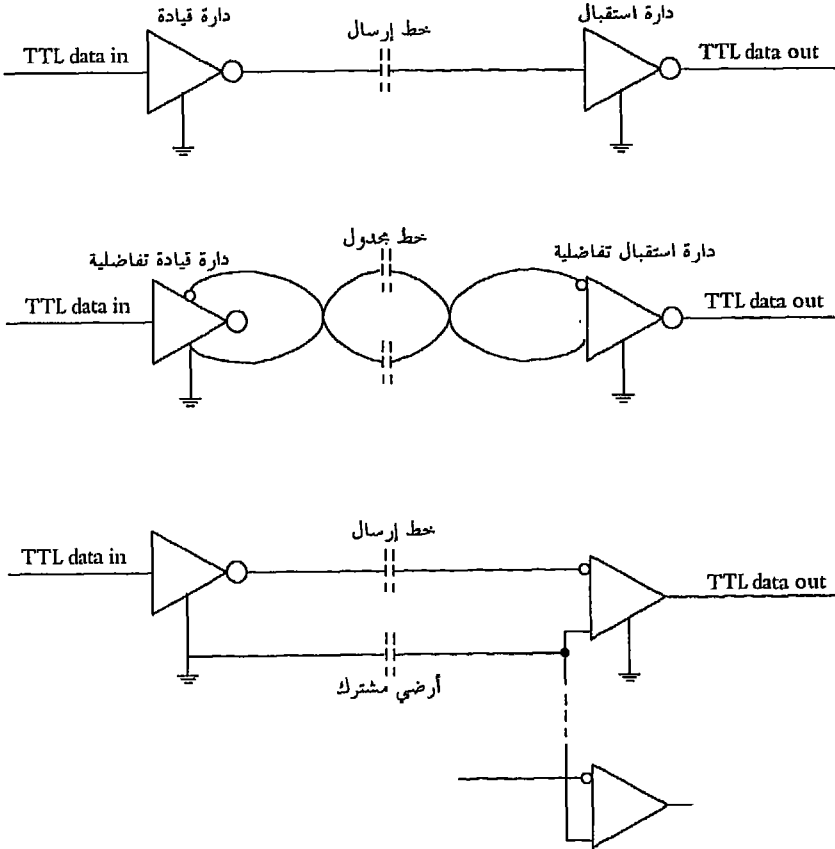 دارة قيادة
خط إرسال
دارة استقبال
TTL data in
TTL data out
دارة قيادة تفاضلية
خط مجدول
دارة استقبال تفاضلية
TTL data in
TTL data out
خط إرسال
TTL data in
TTL data out
أرضي مشترك